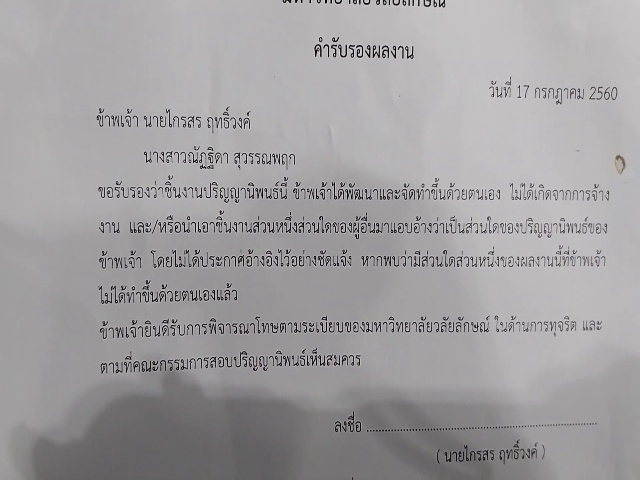 มหาวิทยาลัยวลัยลักษณ์
คำรับรองผลงาน
วันที่ 17 กรกฎาคม 2560
ข้าพเจ้า นายไกรสร ฤทธิ์วงค์
นางสาวณัฏฐิดา สุวรรณพฤก
ขอรับรองว่าชิ้นงานปริญญานิพนธ์นี้ ข้าพเจ้าได้พัฒนาและจัดทำขึ้นด้วยตนเอง ไม่ได้เกิดจากการจ้าง
งาน และ/หรือนำเอาชิ้นงานส่วนหนึ่งส่วนใดของผู้อื่นมาแอบอ้างว่าเป็นส่วนใดของปริญญานิพนธ์ของ
ข้าพเจ้า โดยไม่ได้ประกาศอ้างอิงไว้อย่างชัดแจ้ง หากพบว่ามีส่วนใดส่วนหนึ่งของผลงานนี้ที่ข้าพเจ้า
ไม่ได้ทำขึ้นด้วยตนเองแล้ว
ข้าพเจ้ายินดีรับการพิจารณาโทษตามระเบียบของมหาวิทยาลัยวลัยลักษณ์ ในด้านการทุจริต และ
ตามที่คณะกรรมการสอบปริญญานิพนธ์เห็นสมควร
ลงชื่อ ............................................................
( นายไกรสร ฤทธิ์วงค์ )